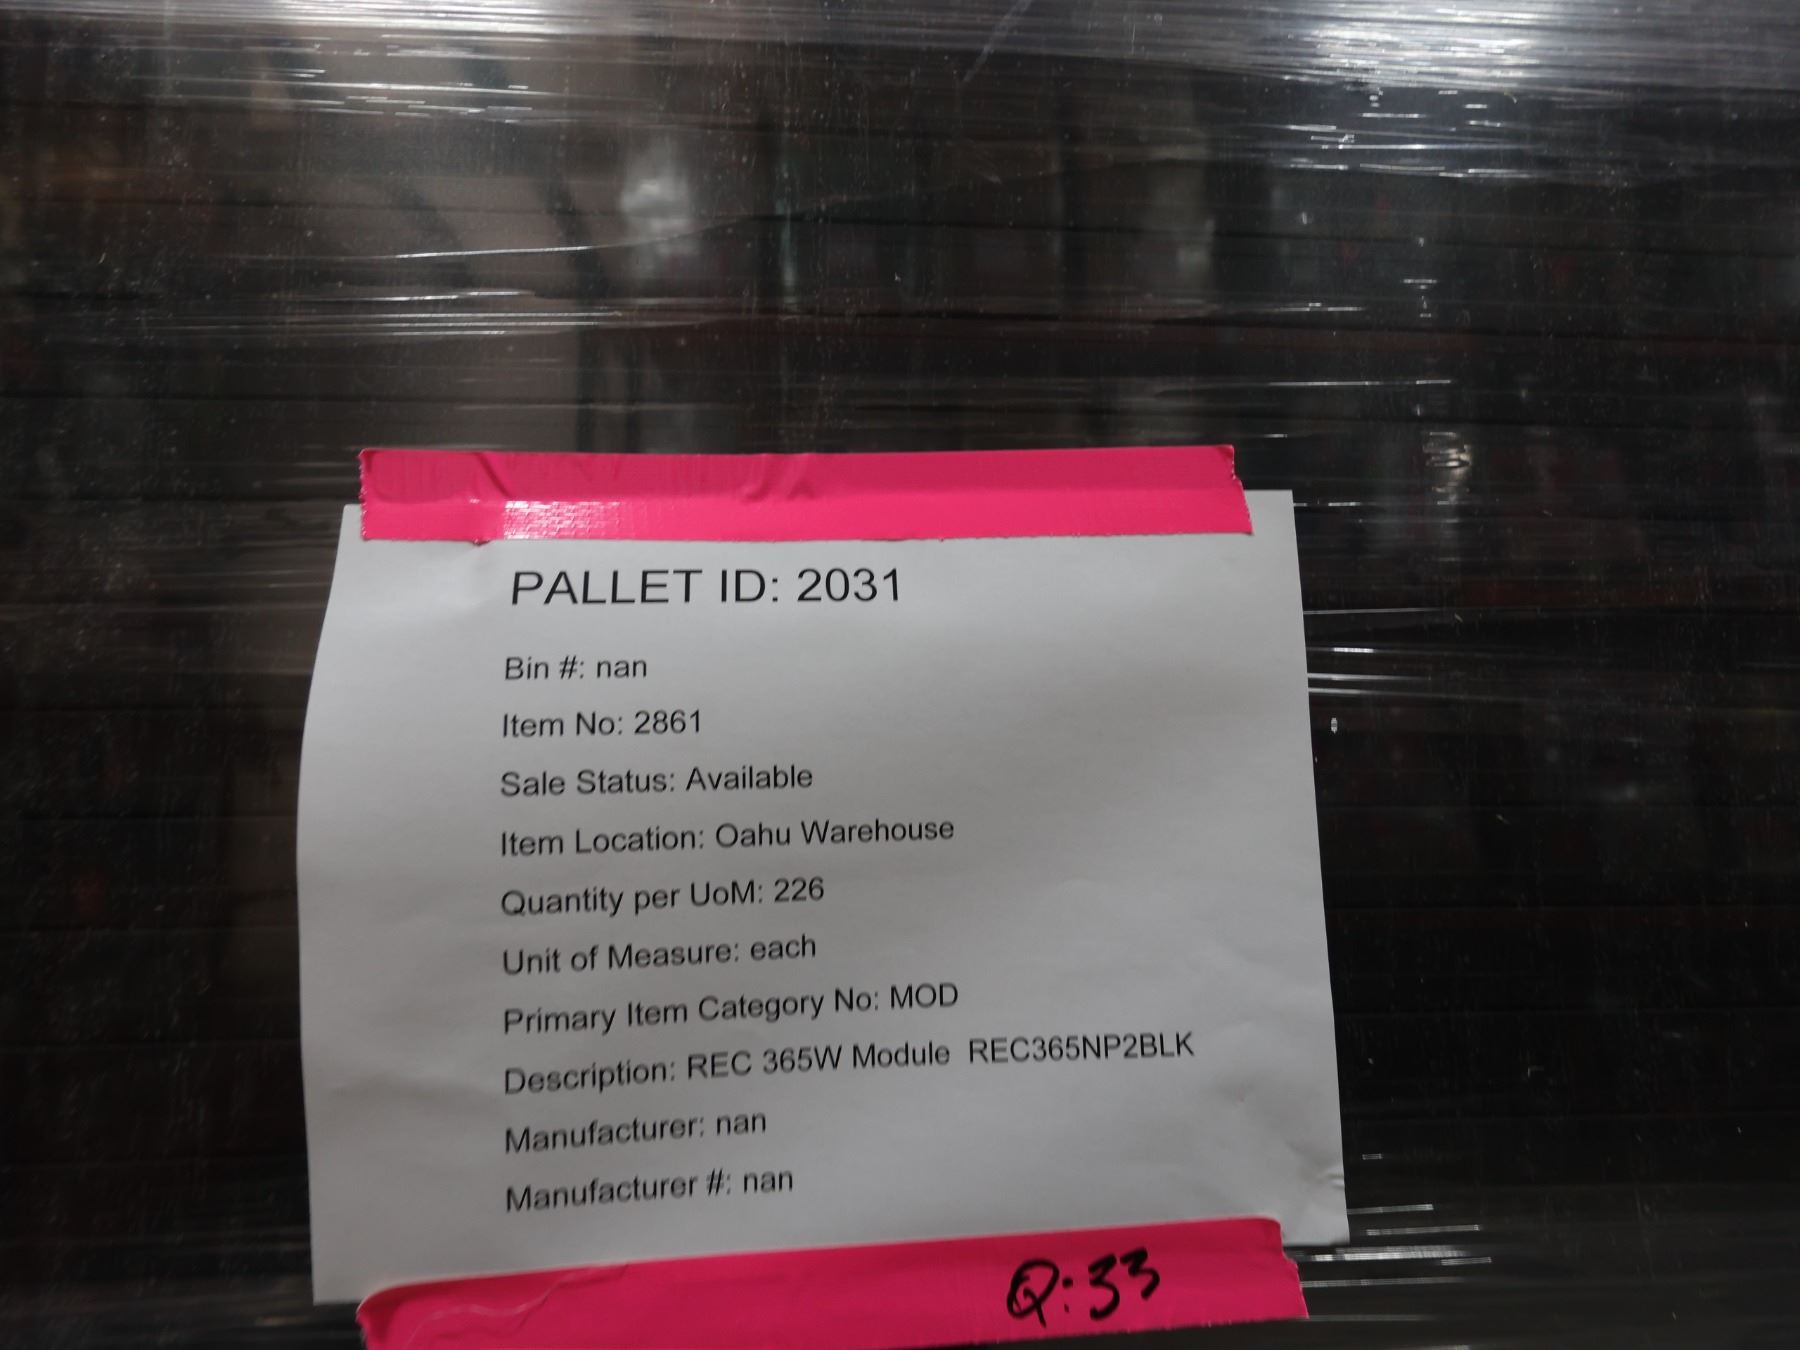 PALLET ID: 2031
Bin #: nan
Item No: 2861
Sale Status: Available
Item Location: Oahu Warehouse
Quantity per UoM: 226
Unit of Measure: each
Primary Item Category No: MOD
Description: REC 365W Module  REC365NP2BLK
Manufacturer: nan
Manufacturer #: nan
Q:33